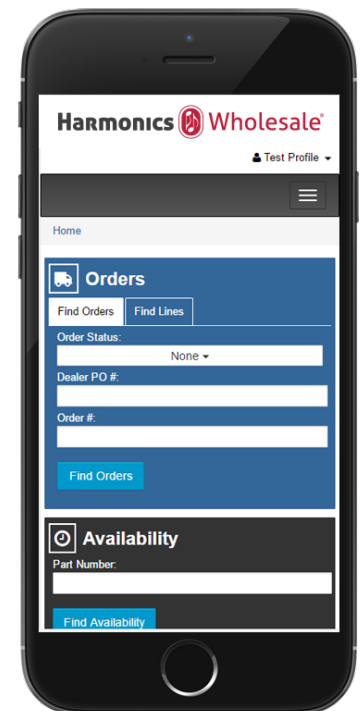 Harmonics Wholesale
Test Profile
Home
Orders
Find Orders Find Lines
Order Status:
None
Dealer PO #:
Order #:
Find Orders
Availability
Part Number:
Find Availability